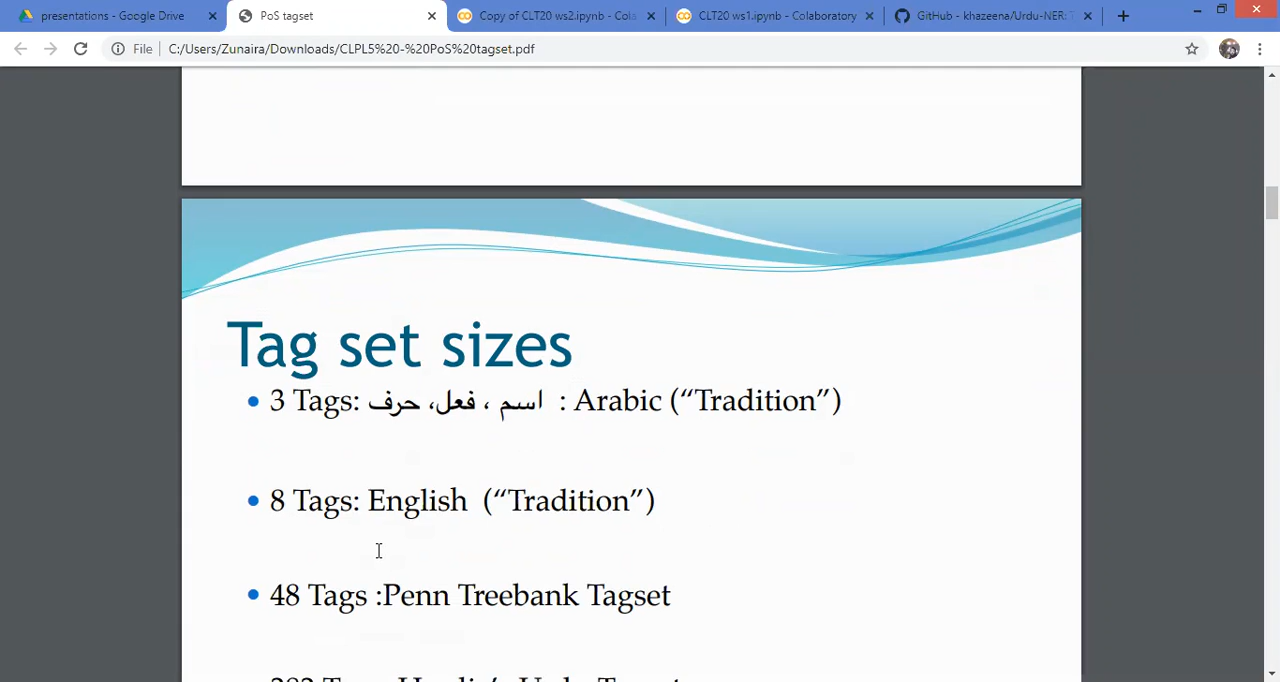 presentations - Google Drive
PoS tagset
Copy of CLT20 ws2.ipynb - Cola
CLT20 ws1.ipynb - Colaboratory
GitHub - khazeena/Urdu-NER: T
File
C:/Users/Zunaira/Downloads/CLPL5%20-%20PoS%20tagset.pdf
Tag set sizes
• 3 Tags: اسم ، فعل، حرف : Arabic (“Tradition”)
• 8 Tags: English (“Tradition”)
• 48 Tags :Penn Treebank Tagset